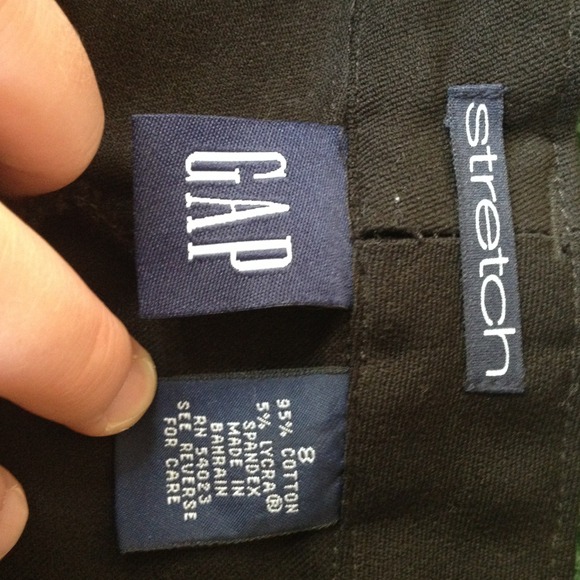 GAP
stretch
8
95% COTTON
5% LYCRA®
SPANDEX
MADE IN
BAHRAIN
RN 54023
SEE REVERSE
FOR CARE